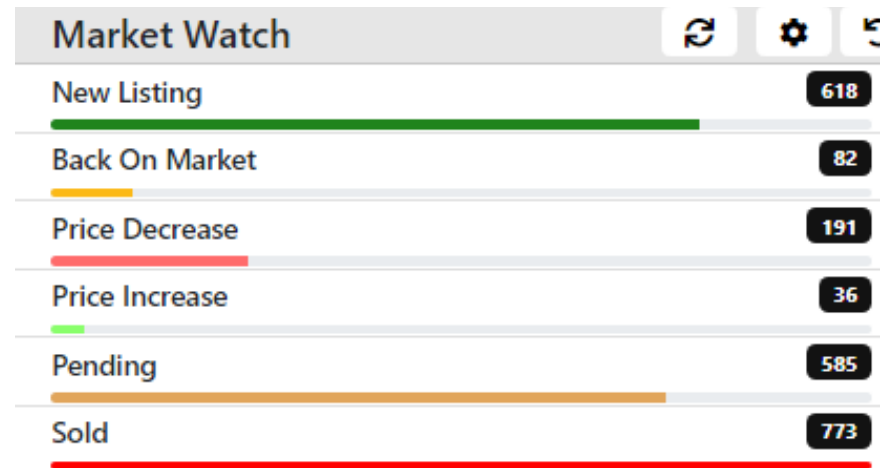 Market Watch
New Listing 618
Back On Market 82
Price Decrease 191
Price Increase 36
Pending 585
Sold 773